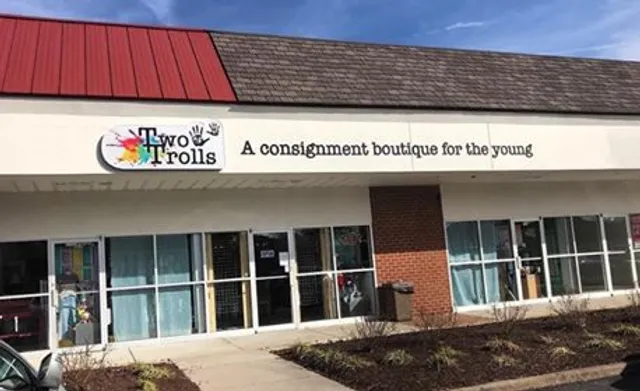 Two Trolls
A consignment boutique for the young